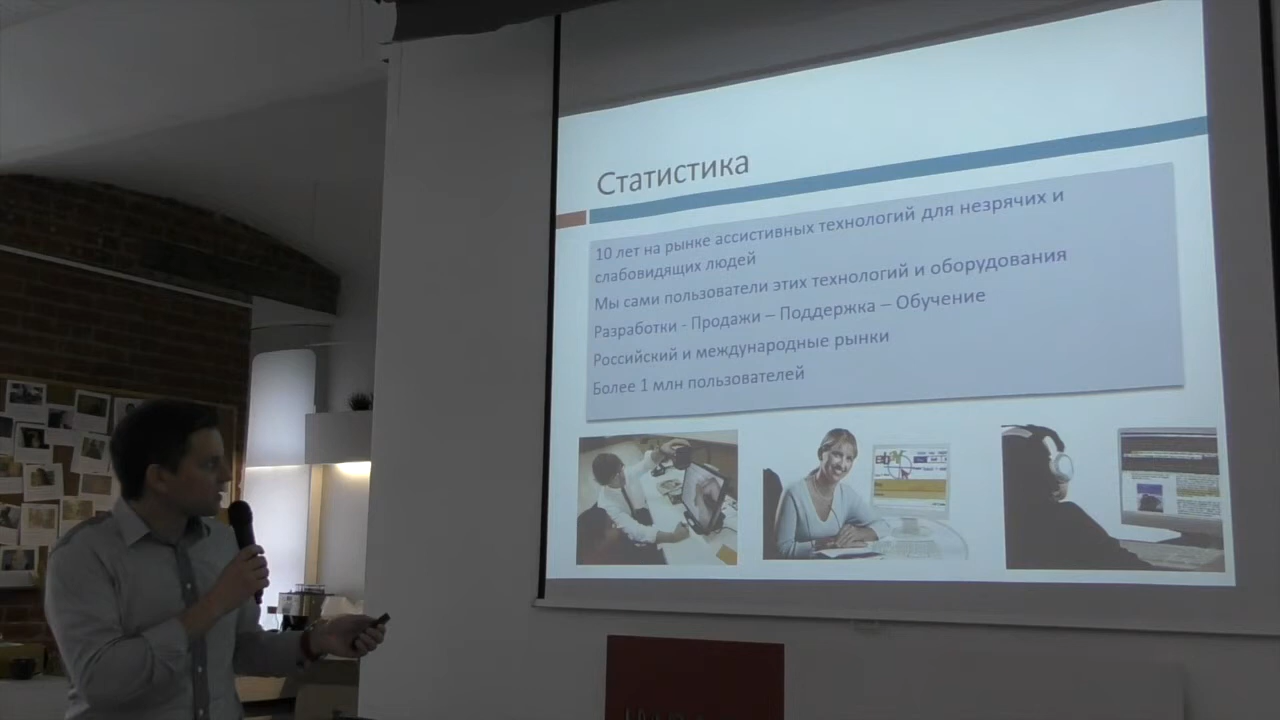 Статистика
10 лет на рынке ассистивных технологий для незрячих и
слабовидящих людей
Мы сами пользователи этих технологий и оборудования
Разработки - Продажи – Поддержка – Обучение
Российский и международные рынки
Более 1 млн пользователей